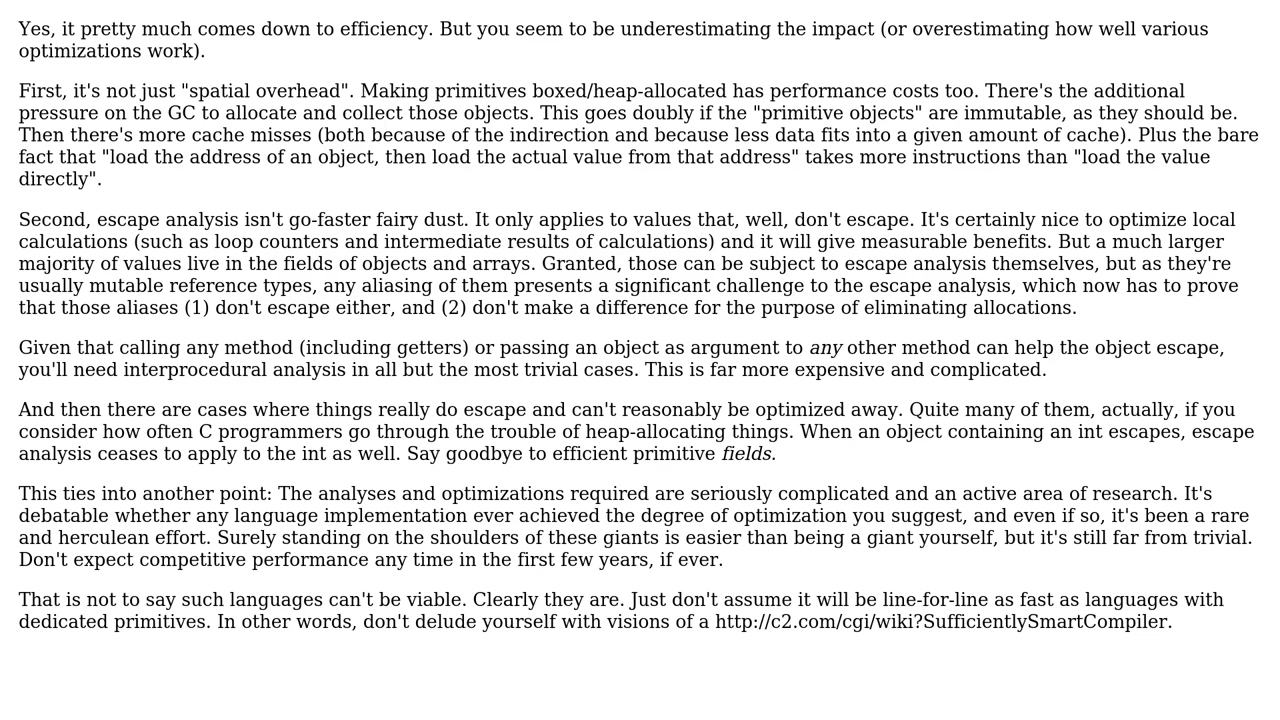 Yes, it pretty much comes down to efficiency. But you seem to be underestimating the impact (or overestimating how well various
optimizations work).
First, it's not just "spatial overhead". Making primitives boxed/heap-allocated has performance costs too. There's the additional
pressure on the GC to allocate and collect those objects. This goes doubly if the "primitive objects" are immutable, as they should be.
Then there's more cache misses (both because of the indirection and because less data fits into a given amount of cache). Plus the bare
fact that "load the address of an object, then load the actual value from that address" takes more instructions than "load the value
directly".
Second, escape analysis isn't go-faster fairy dust. It only applies to values that, well, don't escape. It's certainly nice to optimize local
calculations (such as loop counters and intermediate results of calculations) and it will give measurable benefits. But a much larger
majority of values live in the fields of objects and arrays. Granted, those can be subject to escape analysis themselves, but as they're
usually mutable reference types, any aliasing of them presents a significant challenge to the escape analysis, which now has to prove
that those aliases (1) don't escape either, and (2) don't make a difference for the purpose of eliminating allocations.
Given that calling any method (including getters) or passing an object as argument to any other method can help the object escape,
you'll need interprocedural analysis in all but the most trivial cases. This is far more expensive and complicated.
And then there are cases where things really do escape and can't reasonably be optimized away. Quite many of them, actually, if you
consider how often C programmers go through the trouble of heap-allocating things. When an object containing an int escapes, escape
analysis ceases to apply to the int as well. Say goodbye to efficient primitive fields.
This ties into another point: The analyses and optimizations required are seriously complicated and an active area of research. It's
debatable whether any language implementation ever achieved the degree of optimization you suggest, and even if so, it's been a rare
and herculean effort. Surely standing on the shoulders of these giants is easier than being a giant yourself, but it's still far from trivial.
Don't expect competitive performance any time in the first few years, if ever.
That is not to say such languages can't be viable. Clearly they are. Just don't assume it will be line-for-line as fast as languages with
dedicated primitives. In other words, don't delude yourself with visions of a http://c2.com/cgi/wiki?SufficientlySmartCompiler.